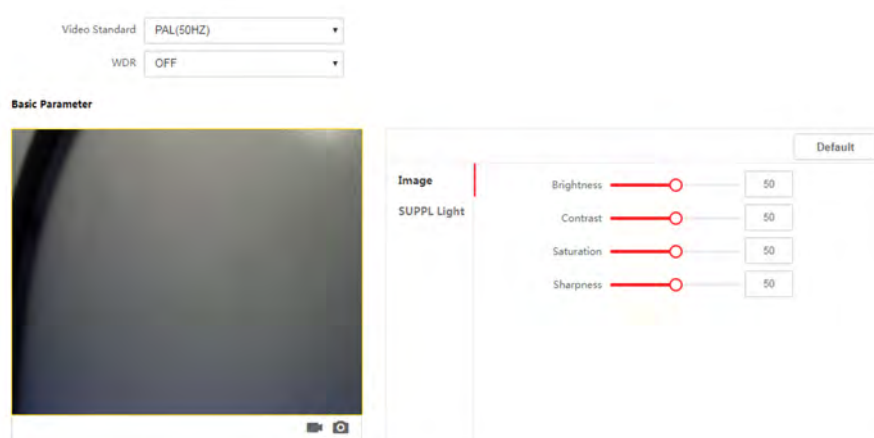 Video Standard PAL(50HZ)
WDR OFF
Basic Parameter
Default
Image
SUPPL Light
Brightness 50
Contrast 50
Saturation 50
Sharpness 50